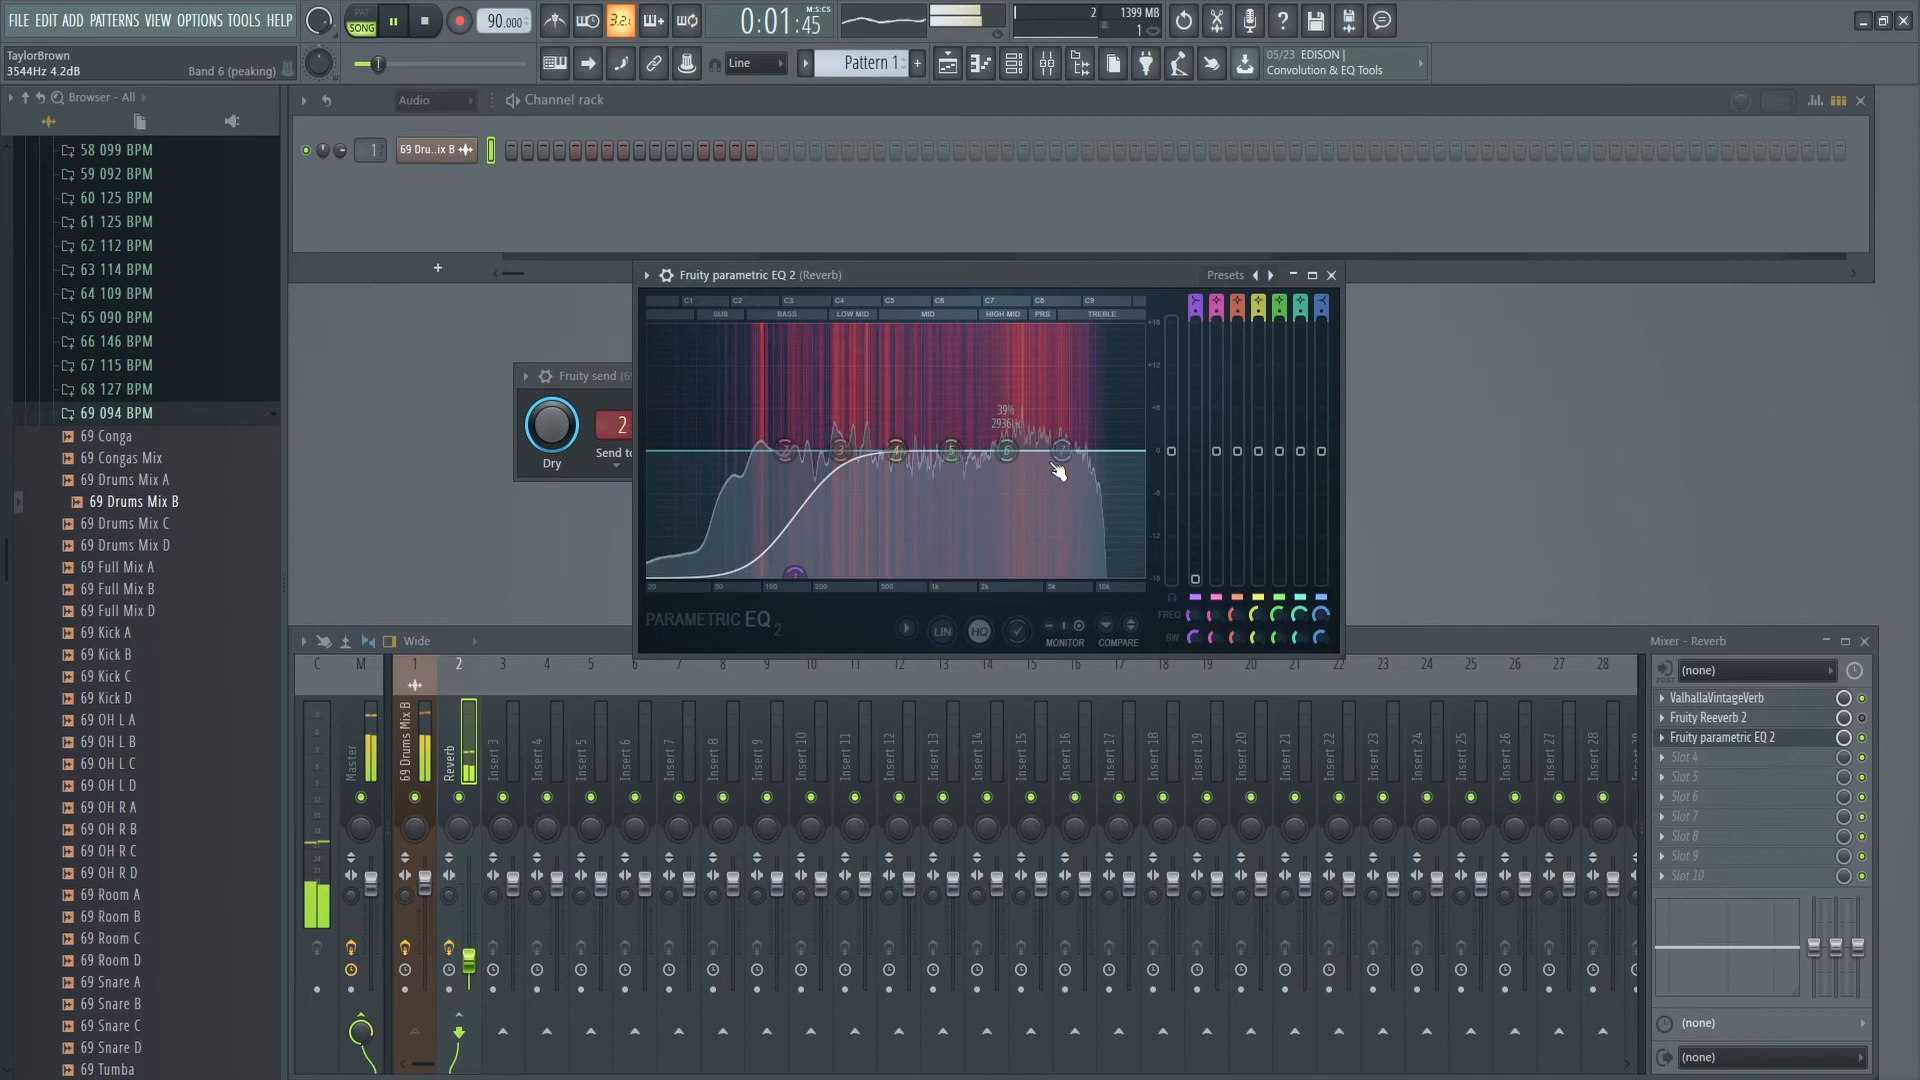 FILE EDIT ADD PATTERNS VIEW OPTIONS TOOLS HELP
PAT
SONG
90.000
3.2.
0:01:45
M:S:CS
2
1399 MB
1
TaylorBrown
3544Hz 4.2dB
Band 6 (peaking)
Line
Pattern 1
+
05/23 EDISON |
Convolution & EQ Tools
Browser - All
Audio
Channel rack
58 099 BPM
59 092 BPM
60 125 BPM
61 125 BPM
62 112 BPM
63 114 BPM
64 109 BPM
65 090 BPM
66 146 BPM
67 115 BPM
68 127 BPM
69 094 BPM
69 Conga
69 Congas Mix
69 Drums Mix A
69 Drums Mix B
69 Drums Mix C
69 Drums Mix D
69 Full Mix A
69 Full Mix B
69 Full Mix D
69 Kick A
69 Kick B
69 Kick C
69 Kick D
69 OH L A
69 OH L B
69 OH L C
69 OH L D
69 OH R A
69 OH R B
69 OH R C
69 OH R D
69 Room A
69 Room B
69 Room C
69 Room D
69 Snare A
69 Snare B
69 Snare C
69 Snare D
69 Tumba
1
69 Dru..ix B
+
Fruity send (69
Dry
2
Send to
Fruity parametric EQ 2 (Reverb)
Presets
C1 C2 C3 C4 C5 C6 C7 C8 C9
SUB BASS LOW MID MID HIGH MID PRS TREBLE
39%
2936Hz
2 3 4 5 6 7
1
20 50 100 200 500 1k 2k 5k 10k
PARAMETRIC EQ 2
LIN
HQ
MONITOR
COMPARE
FREQ
BW
Wide
C M 1 2 3 4 5 6 7 8 9 10 11 12 13 14 15 16 17 18 19 20 21 22 23 24 25 26 27 28
Master
69 Drums Mix B
Reverb
Insert 3
Insert 4
Insert 5
Insert 6
Insert 7
Insert 8
Insert 9
Insert 10
Insert 11
Insert 12
Insert 13
Insert 14
Insert 15
Insert 16
Insert 17
Insert 18
Insert 19
Insert 20
Insert 21
Insert 22
Insert 23
Insert 24
Insert 25
Insert 26
Insert 27
Insert 28
Mixer - Reverb
POST
(none)
ValhallaVintageVerb
Fruity Reeverb 2
Fruity parametric EQ 2
Slot 4
Slot 5
Slot 6
Slot 7
Slot 8
Slot 9
Slot 10
(none)
(none)